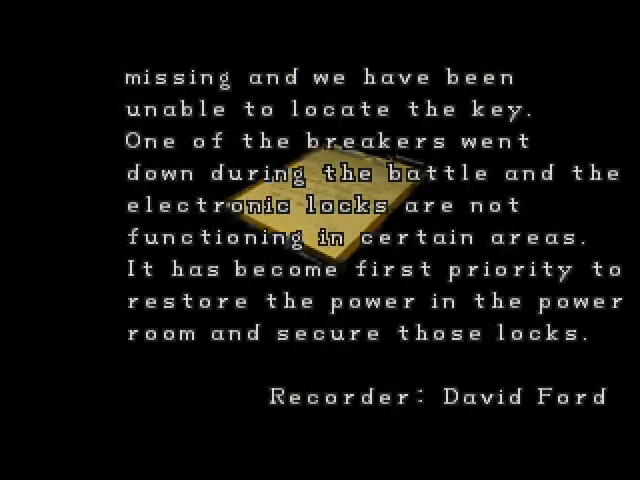 missing and we have been
unable to locate the key.
One of the breakers went
down during the battle and the
electronic locks are not
functioning in certain areas.
It has become first priority to
restore the power in the power
room and secure those locks.
Recorder: David Ford